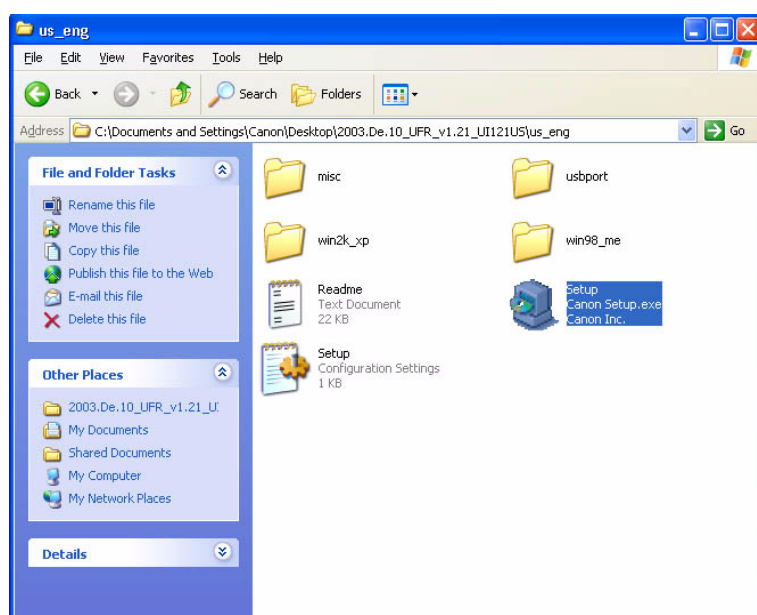 us_eng
File Edit View Favorites Tools Help
Back Search Folders
Address C:\Documents and Settings\Canon\Desktop\2003.De.10_UFR_v1.21_UI121US\us_eng Go
File and Folder Tasks
Rename this file
Move this file
Copy this file
Publish this file to the Web
E-mail this file
Delete this file
Other Places
2003.De.10_UFR_v1.21_U
My Documents
Shared Documents
My Computer
My Network Places
Details
misc
usbport
win2k_xp
win98_me
Readme
Text Document
22 KB
Setup
Canon Setup.exe
Canon Inc.
Setup
Configuration Settings
1 KB